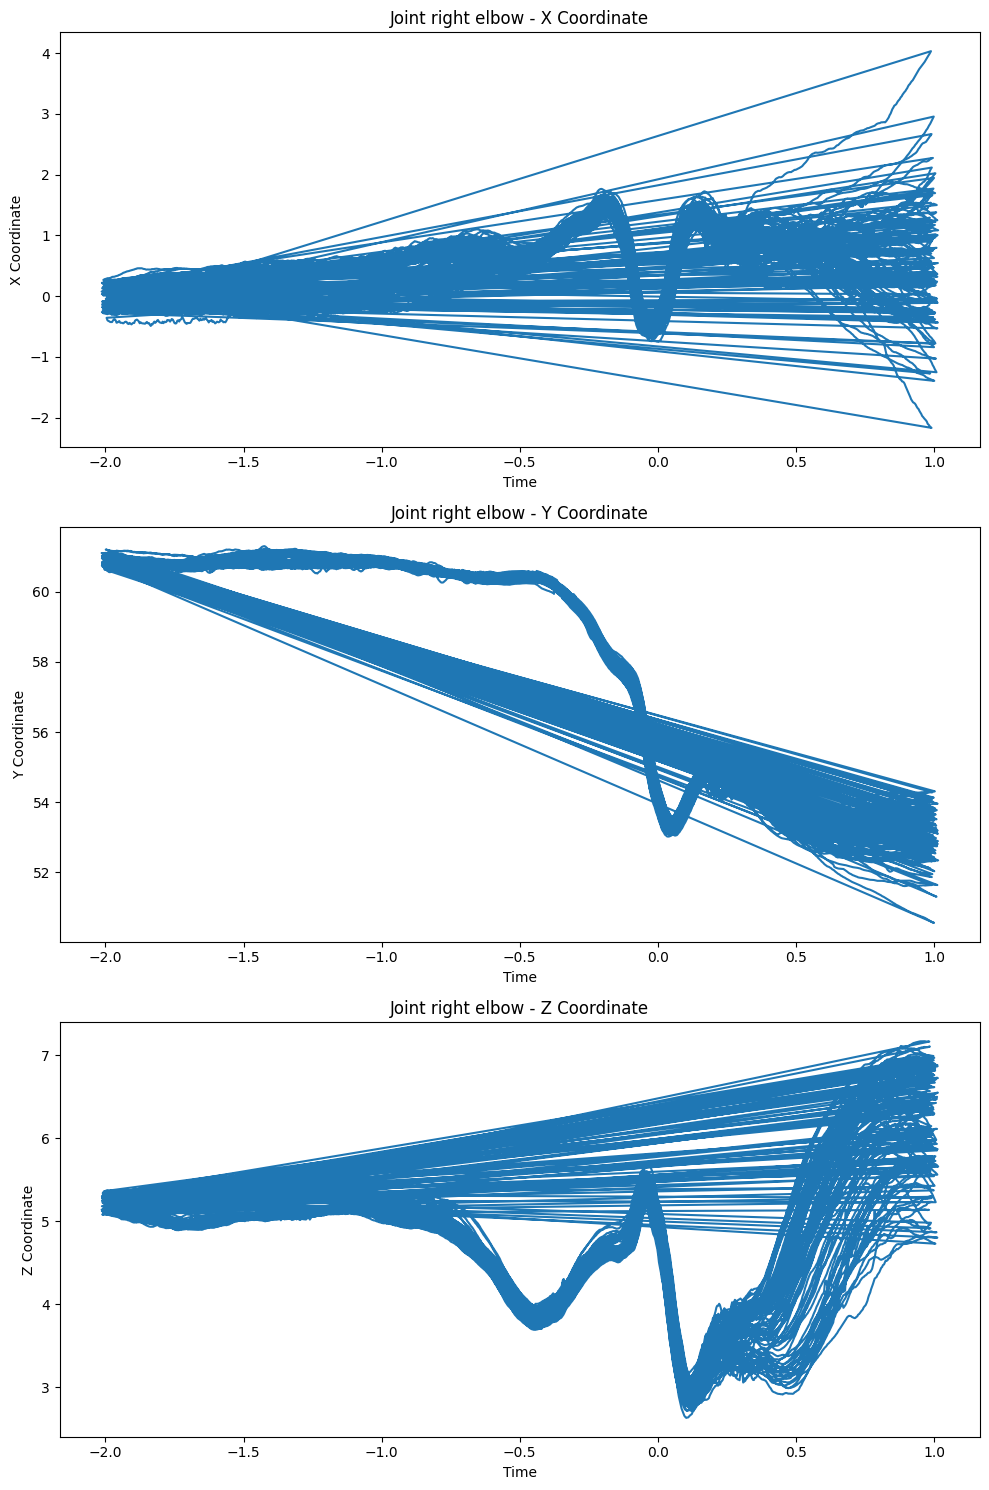 Joint right elbow - X Coordinate
4
3
2
1
0
−1
−2
X Coordinate
−2.0 −1.5 −1.0 −0.5 0.0 0.5 1.0
Time
Joint right elbow - Y Coordinate
60
58
56
54
52
Y Coordinate
−2.0 −1.5 −1.0 −0.5 0.0 0.5 1.0
Time
Joint right elbow - Z Coordinate
7
6
5
4
3
Z Coordinate
−2.0 −1.5 −1.0 −0.5 0.0 0.5 1.0
Time